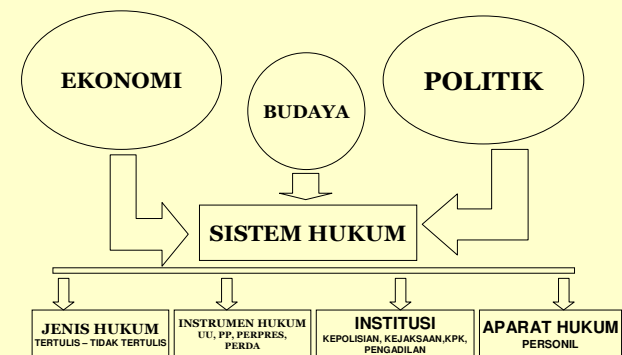 EKONOMI
BUDAYA
POLITIK
SISTEM HUKUM
JENIS HUKUM
TERTULIS – TIDAK TERTULIS
INSTRUMEN HUKUM
UU, PP, PERPRES,
PERDA
INSTITUSI
KEPOLISIAN, KEJAKSAAN,KPK,
PENGADILAN
APARAT HUKUM
PERSONIL